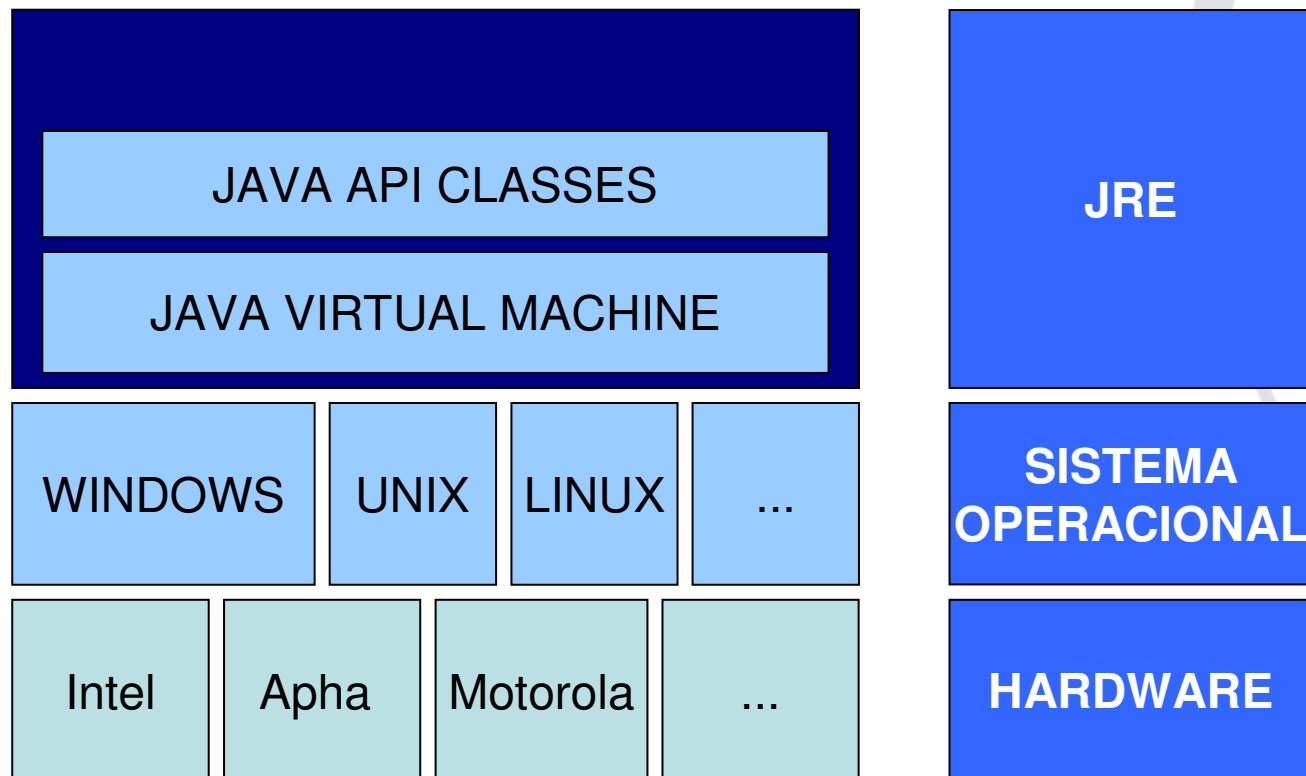 JAVA API CLASSES
JRE
JAVA VIRTUAL MACHINE
WINDOWS
UNIX
LINUX
...
SISTEMA
OPERACIONAL
Intel
Apha
Motorola
...
HARDWARE